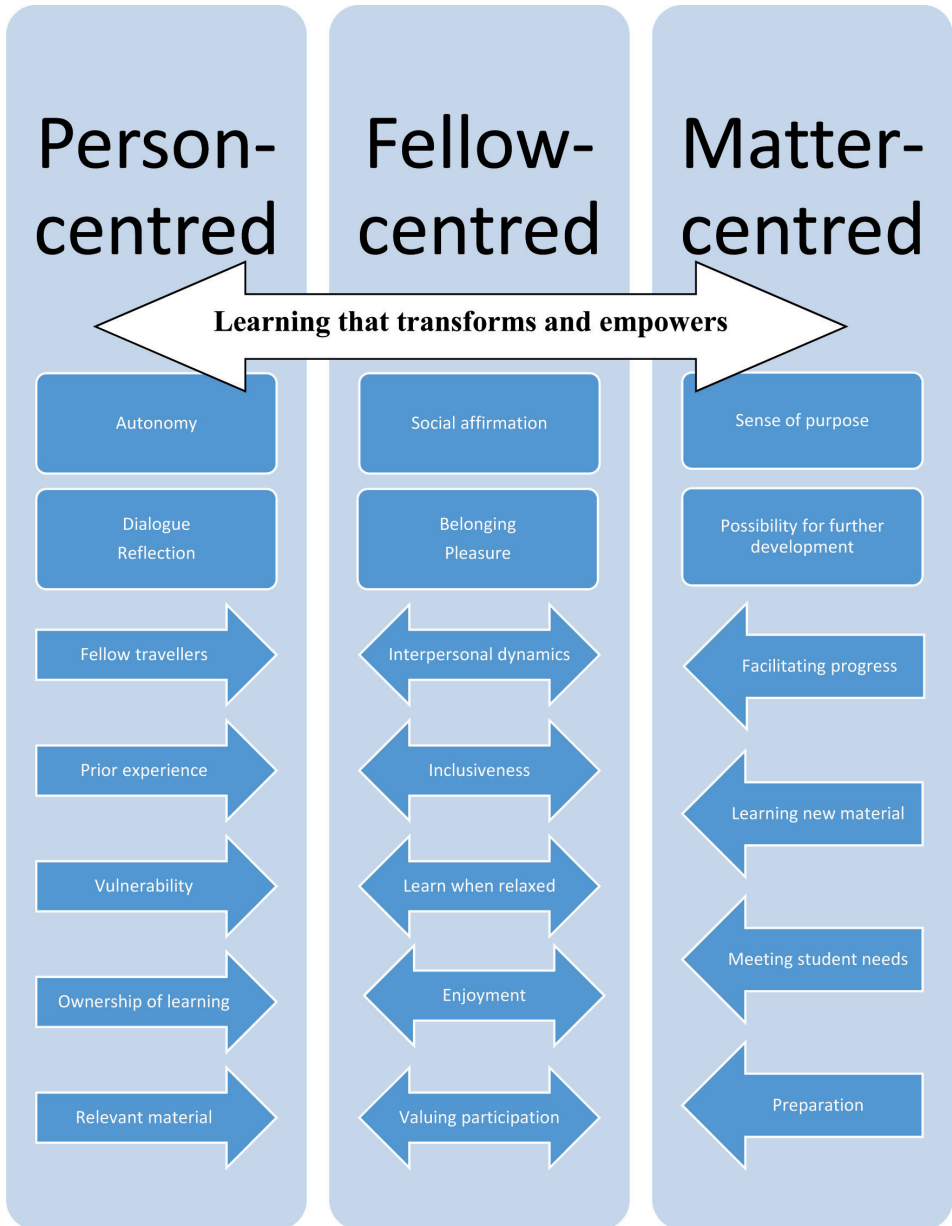 Person-
centred
Fellow-
centred
Matter-
centred
Learning that transforms and empowers
Autonomy
Dialogue
Reflection
Fellow travellers
Prior experience
Vulnerability
Ownership of learning
Relevant material
Social affirmation
Belonging
Pleasure
Interpersonal dynamics
Inclusiveness
Learn when relaxed
Enjoyment
Valuing participation
Sense of purpose
Possibility for further
development
Facilitating progress
Learning new material
Meeting student needs
Preparation